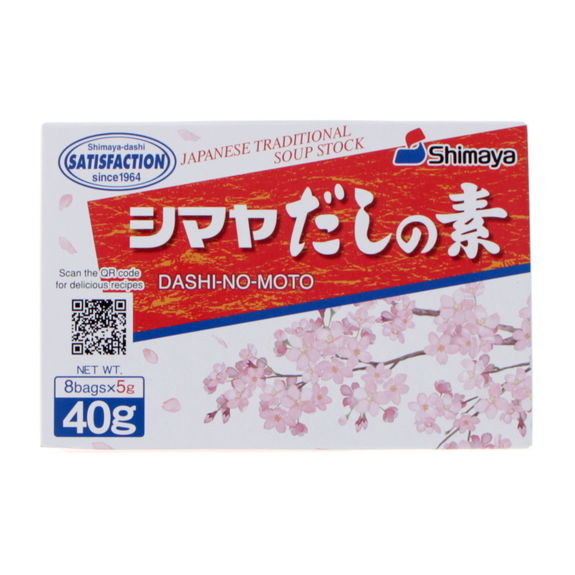 Shimaya-dashi
SATISFACTION
since1964
JAPANESE TRADITIONAL
SOUP STOCK
Shimaya
シマヤだしの素
DASHI-NO-MOTO
Scan the QR code
for delicious recipes
NET WT.
8bags×5g
40g